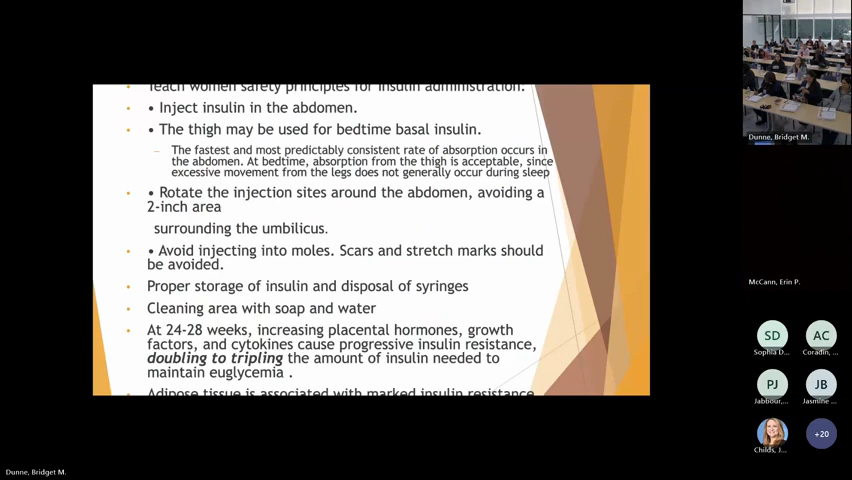 Teach women safety principles for insulin administration.
• Inject insulin in the abdomen.
• The thigh may be used for bedtime basal insulin.
– The fastest and most predictably consistent rate of absorption occurs in
the abdomen. At bedtime, absorption from the thigh is acceptable, since
excessive movement from the legs does not generally occur during sleep
• Rotate the injection sites around the abdomen, avoiding a
2-inch area
surrounding the umbilicus.
• Avoid injecting into moles. Scars and stretch marks should
be avoided.
Proper storage of insulin and disposal of syringes
Cleaning area with soap and water
At 24-28 weeks, increasing placental hormones, growth
factors, and cytokines cause progressive insulin resistance,
doubling to tripling the amount of insulin needed to
maintain euglycemia .
Adipose tissue is associated with marked insulin resistance
Dunne, Bridget M.
McCann, Erin P.
SD
Sophia D...
AC
Coradin, ...
PJ
Jabbour,...
JB
Jasmine ...
Childs, J...
+20
Dunne, Bridget M.